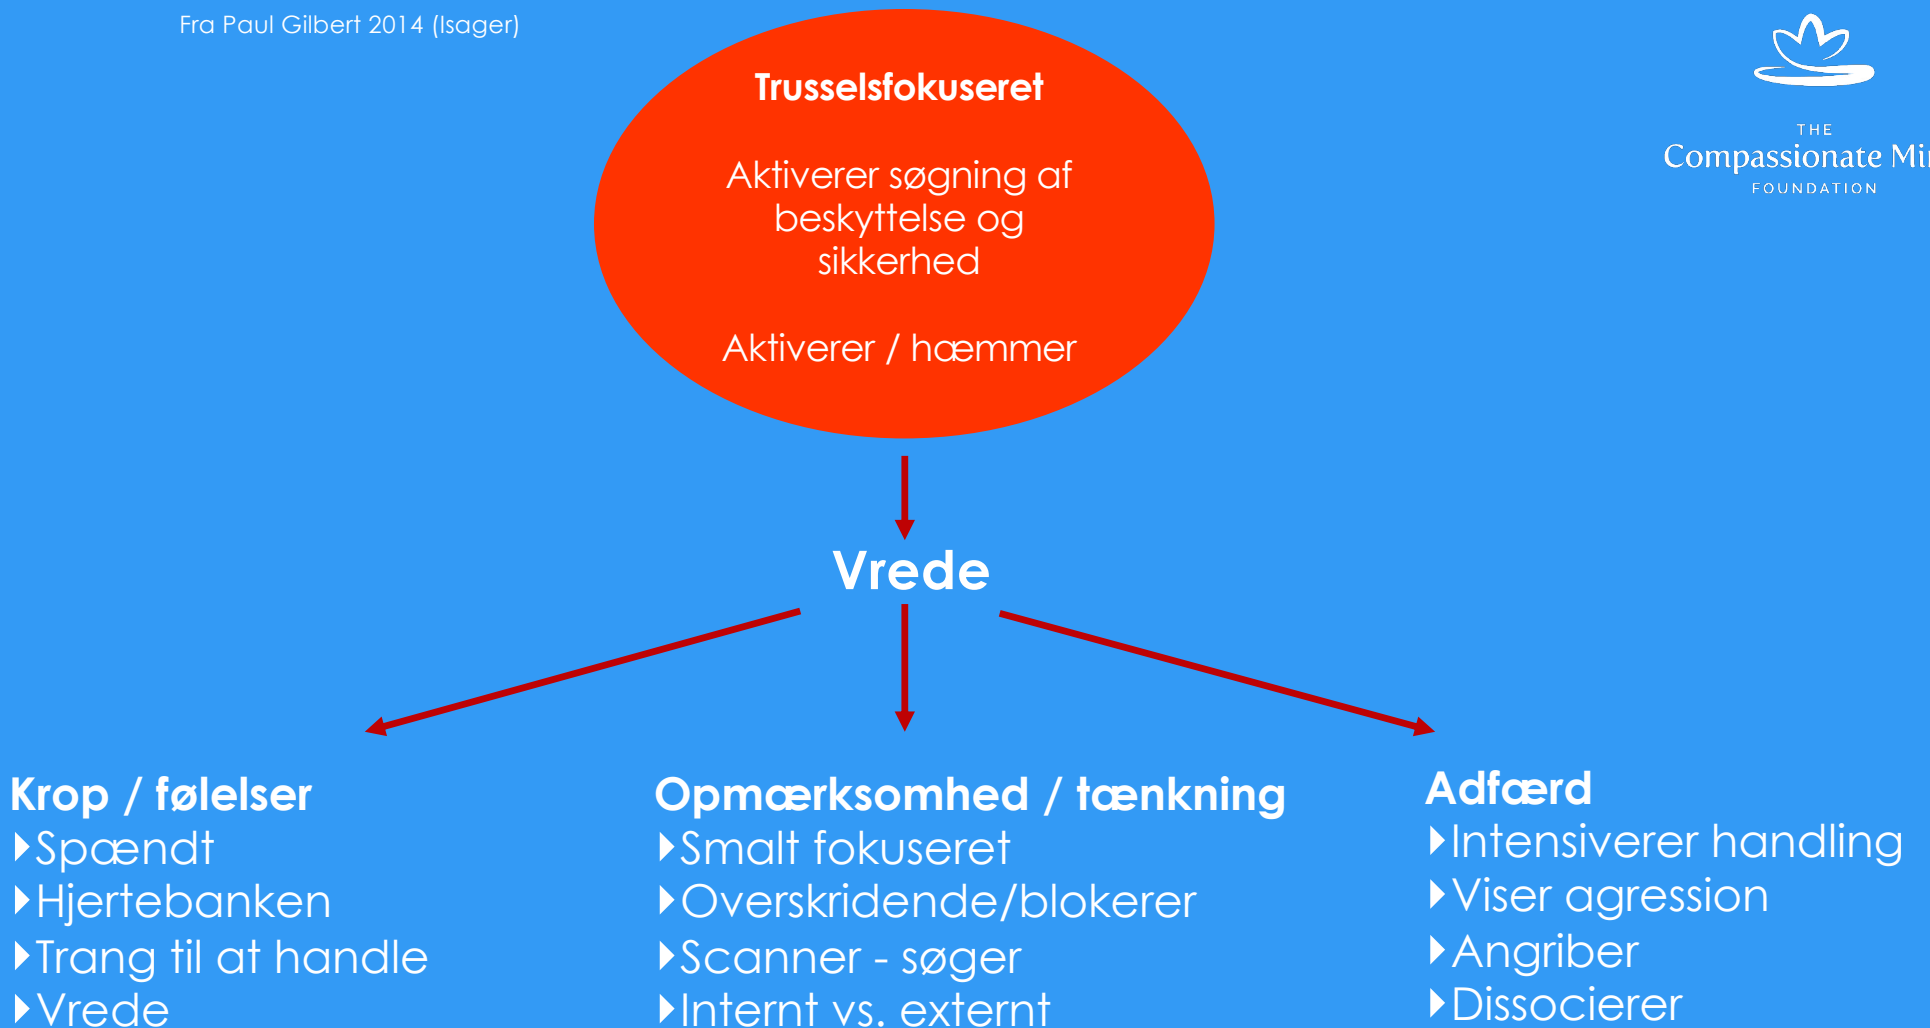 Fra Paul Gilbert 2014 (Isager)
THE
Compassionate Mi
FOUNDATION
Trusselsfokuseret
Aktiverer søgning af
beskyttelse og
sikkerhed
Aktiverer / hæmmer
Vrede
Krop / følelser
Spændt
Hjertebanken
Trang til at handle
Vrede
Opmærksomhed / tænkning
Smalt fokuseret
Overskridende/blokerer
Scanner - søger
Internt vs. externt
Adfærd
Intensiverer handling
Viser agression
Angriber
Dissocierer